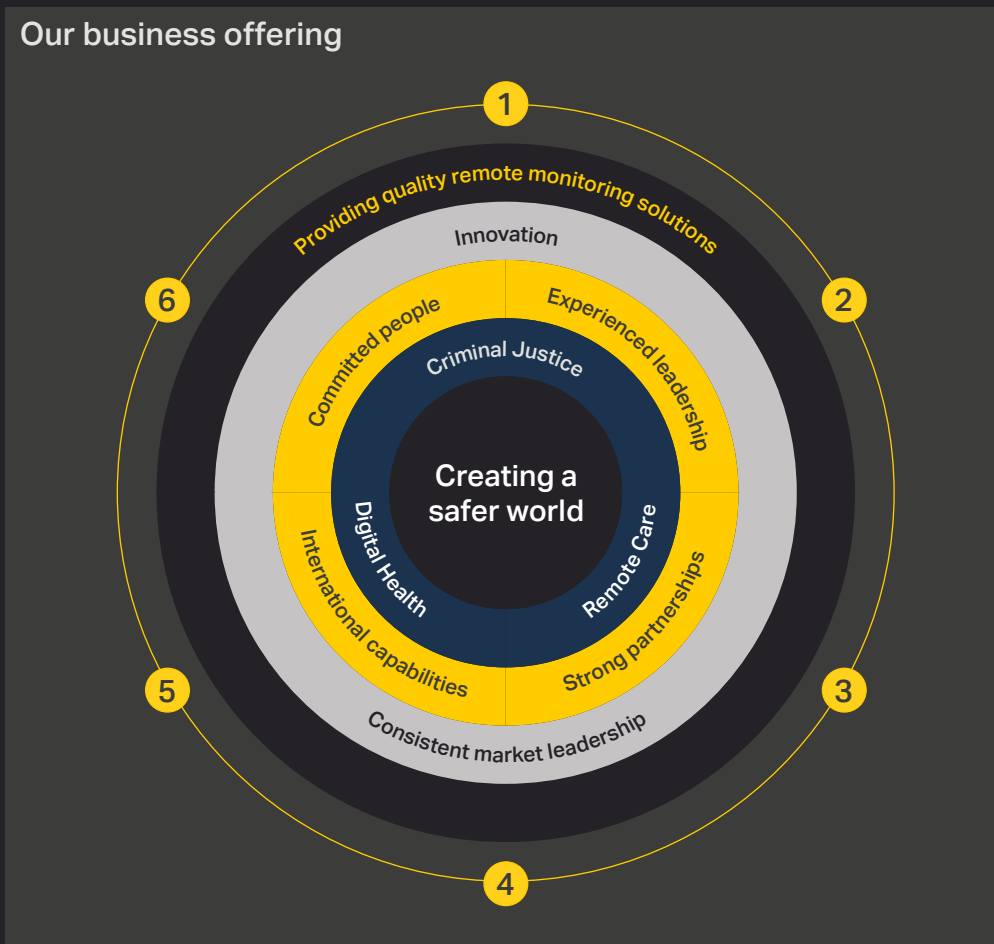 Our business offering
1
Providing quality remote monitoring solutions
Innovation
6
2
Committed people
Experienced leadership
Criminal Justice
Creating a
safer world
Digital Health
Remote Care
International capabilities
Strong partnerships
5
3
Consistent market leadership
4